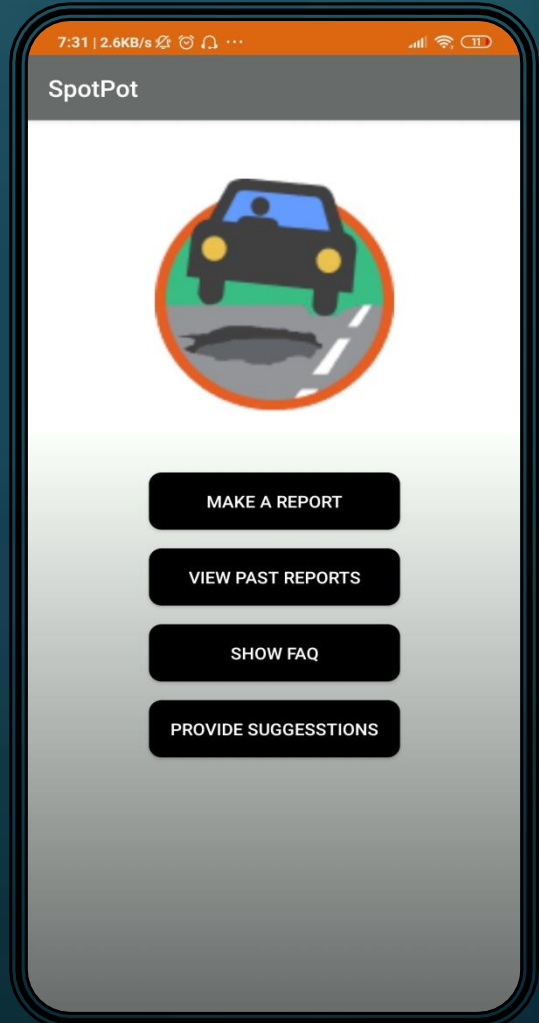 7:31 | 2.6KB/s ...
11
SpotPot
MAKE A REPORT
VIEW PAST REPORTS
SHOW FAQ
PROVIDE SUGGESSTIONS